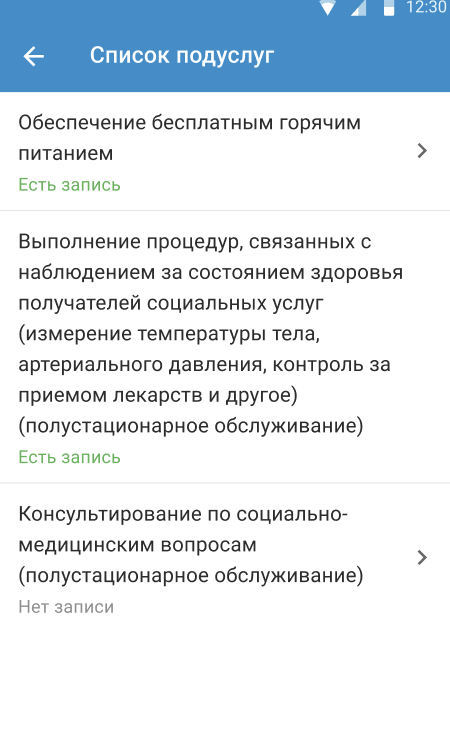 12:30
Список подуслуг
Обеспечение бесплатным горячим
питанием
Есть запись
Выполнение процедур, связанных с
наблюдением за состоянием здоровья
получателей социальных услуг
(измерение температуры тела,
артериального давления, контроль за
приемом лекарств и другое)
(полустационарное обслуживание)
Есть запись
Консультирование по социально-
медицинским вопросам
(полустационарное обслуживание)
Нет записи